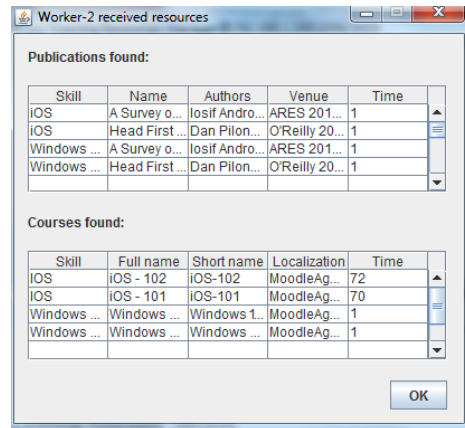 Worker-2 received resources
Publications found:
Skill Name Authors Venue Time
iOS A Survey o... Iosif Andro... ARES 201... 1
iOS Head First ... Dan Pilon... O'Reilly 20... 1
Windows ... A Survey o... Iosif Andro... ARES 201... 1
Windows ... Head First ... Dan Pilon... O'Reilly 20... 1
Courses found:
Skill Full name Short name Localization Time
iOS iOS - 102 iOS-102 MoodleAg... 72
iOS iOS - 101 iOS-101 MoodleAg... 70
Windows ... Windows ... Windows 1... MoodleAg... 1
Windows ... Windows ... Windows ... MoodleAg... 1
OK